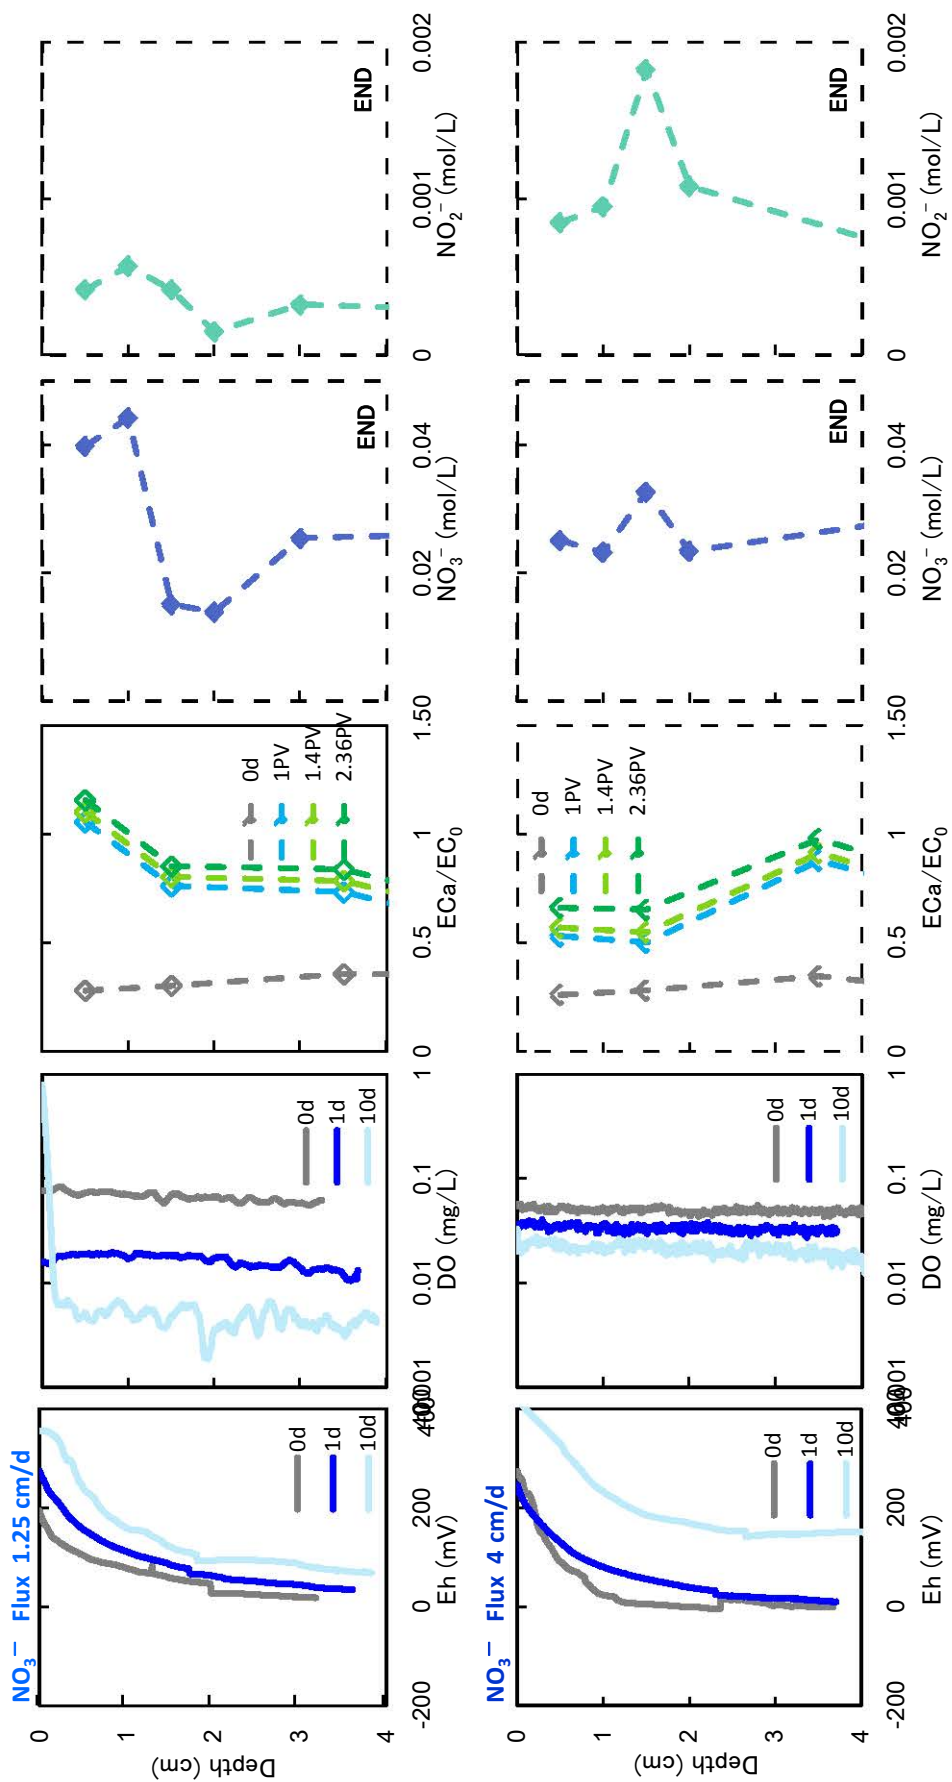 NO₃⁻ Flux 1.25 cm/d
0
1
2
3
4
Depth (cm)
0d
1d
10d
-200 0 200
Eh (mV)
0d
1d
10d
0.01 0.1 1
DO (mg/L)
0d
1PV
1.4PV
2.36PV
0 0.5 1 1.5
ECa/EC₀
END
0 0.02 0.04
NO₃⁻ (mol/L)
END
0 0.001 0.002
NO₂⁻ (mol/L)
NO₃⁻ Flux 4 cm/d
0
1
2
3
4
Depth (cm)
0d
1d
10d
-200 0 200
Eh (mV)
0d
1d
10d
0.01 0.1 1
DO (mg/L)
0d
1PV
1.4PV
2.36PV
0 0.5 1 1.5
ECa/EC₀
END
0 0.02 0.04
NO₃⁻ (mol/L)
END
0 0.001 0.002
NO₂⁻ (mol/L)